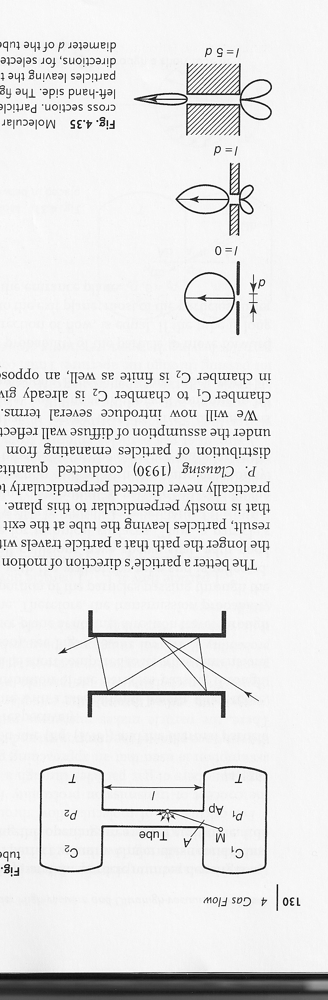 130 | 4 Gas Flow
Fig.
tube
C₁
C₂
M
A
Tube
p₁
Ap
p₂
l
T
T
The better a particle's direction of motion
the longer the path that a particle travels wit
result, particles leaving the tube at the exit
that is mostly perpendicular to this plane.
practically never directed perpendicularly to
P. Clausing (1930) conducted quantita
distribution of particles emanating from
under the assumption of diffuse wall reflect
We will now introduce several terms.
chamber C₁ to chamber C₂ is already giv
in chamber C₂ is finite as well, an oppose
d
l = 0
l = d
l = 5 d
Fig. 4.35 Molecular
cross section. Particle
left-hand side. The fig
particles leaving the t
directions, for selecte
diameter d of the tube